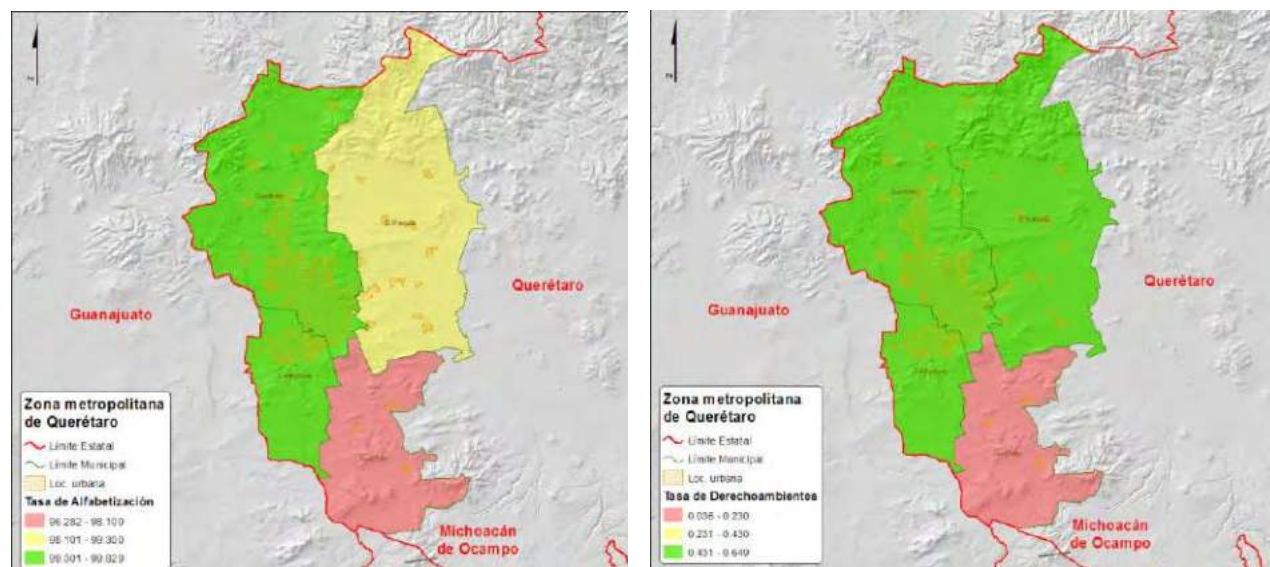 Guanajuato
Querétaro
Michoacán
de Ocampo
Zona metropolitana
de Querétaro
Límite Estatal
Límite Municipal
Loc. urbana
Tasa de Alfabetización
96.282 - 98.100
98.101 - 99.300
99.301 - 99.829
Guanajuato
Querétaro
Michoacán
de Ocampo
Zona metropolitana
de Querétaro
Límite Estatal
Límite Municipal
Loc. urbana
Tasa de Derechoambientes
0.036 - 0.230
0.231 - 0.430
0.431 - 0.649